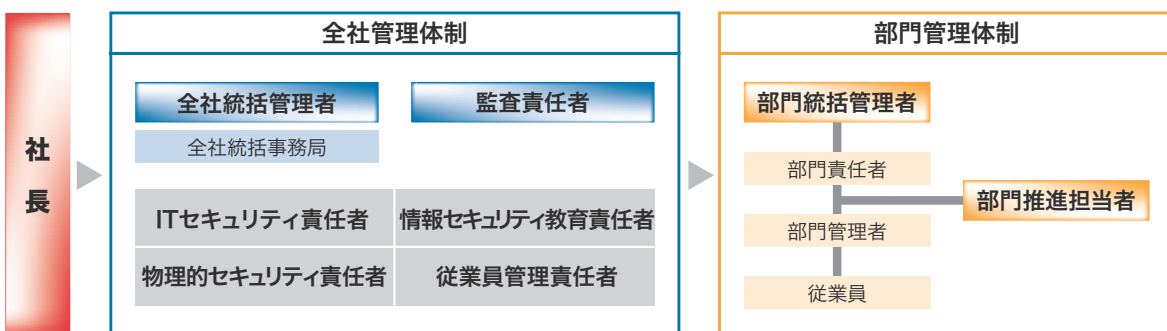 社長
全社管理体制
全社統括管理者
監査責任者
全社統括事務局
ITセキュリティ責任者
情報セキュリティ教育責任者
物理的セキュリティ責任者
従業員管理責任者
部門管理体制
部門統括管理者
部門責任者
部門推進担当者
部門管理者
従業員